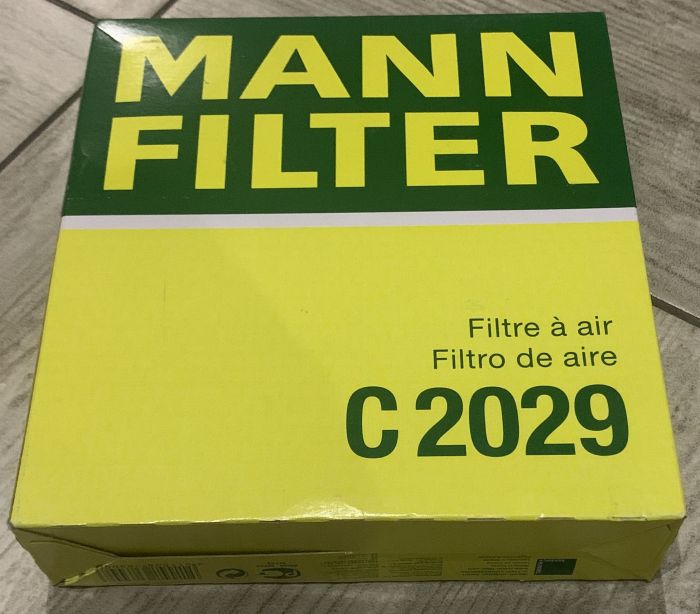 MANN
FILTER
Filtre à air
Filtro de aire
C 2029